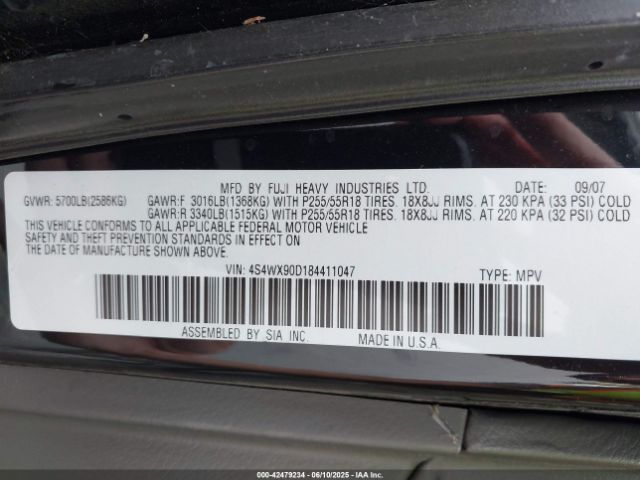 MFD BY FUJI HEAVY INDUSTRIES LTD. DATE: 09/07
GVWR: 5700LB(2586KG) GAWR:F 3016LB(1368KG) WITH P255/55R18 TIRES. 18X8JJ RIMS. AT 230 KPA (33 PSI) COLD
GAWR:R 3340LB(1515KG) WITH P255/55R18 TIRES. 18X8JJ RIMS. AT 220 KPA (32 PSI) COLD
THIS VEHICLE CONFORMS TO ALL APPLICABLE FEDERAL MOTOR VEHICLE
SAFETY AND THEFT PREVENTION STANDARDS IN EFFECT ON
THE DATE OF MANUFACTURE SHOWN ABOVE.
VIN: 4S4WX90D184411047 TYPE: MPV
ASSEMBLED BY SIA INC. MADE IN U.S.A.
000-42479234 - 06/10/2025 - IAAI.COM